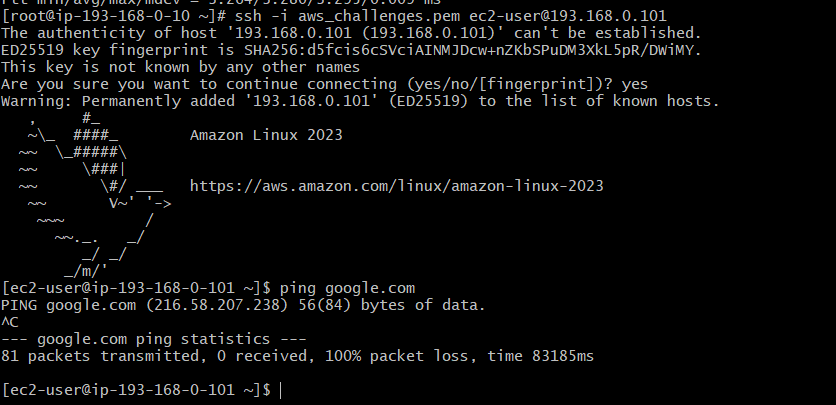 [root@ip-193-168-0-10 ~]# ssh -i aws_challenges.pem ec2-user@193.168.0.101
The authenticity of host '193.168.0.101 (193.168.0.101)' can't be established.
ED25519 key fingerprint is SHA256:d5fcis6cSVciAINMJDcw+nZKbSPuDM3XkL5pR/DWiMY.
This key is not known by any other names
Are you sure you want to continue connecting (yes/no/[fingerprint])? yes
Warning: Permanently added '193.168.0.101' (ED25519) to the list of known hosts.
   ,     #_
   ~\_  ####_        Amazon Linux 2023
  ~~  \_#####\
  ~~     \###|
  ~~       \#/ ___   https://aws.amazon.com/linux/amazon-linux-2023
   ~~       V~' '->
    ~~~         /
      ~~._.   _/
         _/ _/
       _/m/'
[ec2-user@ip-193-168-0-101 ~]$ ping google.com
PING google.com (216.58.207.238) 56(84) bytes of data.
^C
--- google.com ping statistics ---
81 packets transmitted, 0 received, 100% packet loss, time 83185ms
[ec2-user@ip-193-168-0-101 ~]$